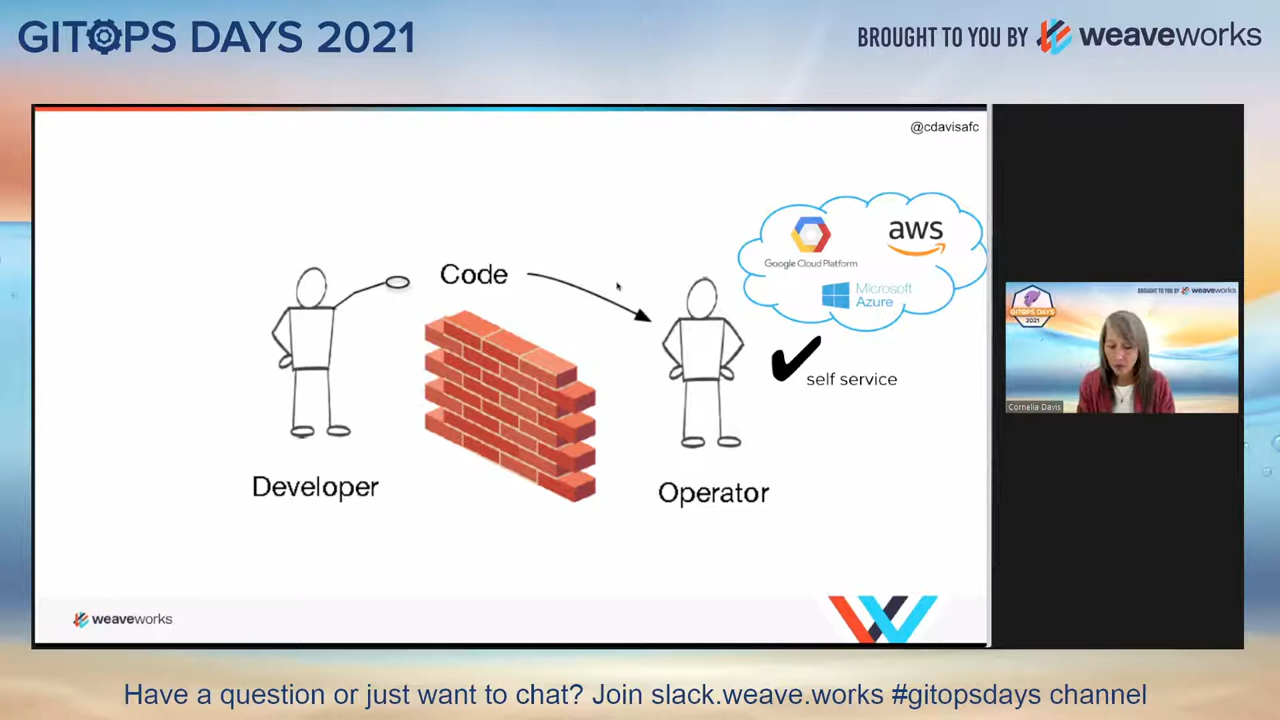 GITOPS DAYS 2021
BROUGHT TO YOU BY weaveworks
@cdavisafc
Google Cloud Platform
aws
Microsoft
Azure
Code
self service
Developer
Operator
weaveworks
GITOPS DAYS
2021
BROUGHT TO YOU BY weaveworks
Cornelia Davis
Have a question or just want to chat? Join slack.weave.works #gitopsdays channel